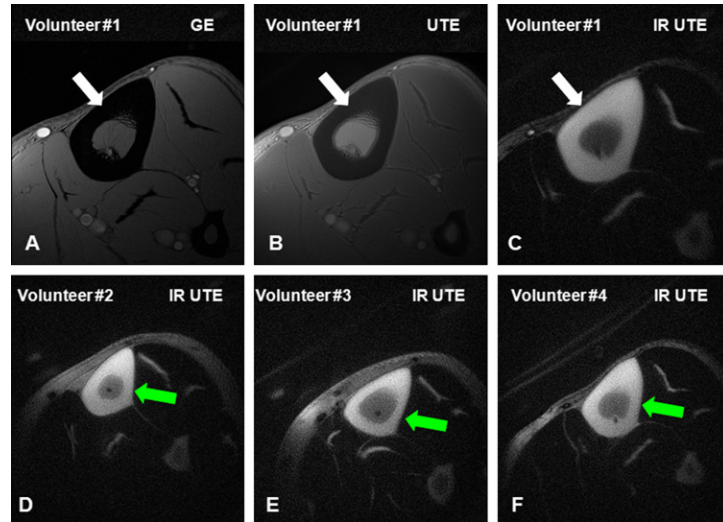 Volunteer#1 GE
A
Volunteer#1 UTE
B
Volunteer#1 IR UTE
C
Volunteer#2 IR UTE
D
Volunteer#3 IR UTE
E
Volunteer#4 IR UTE
F